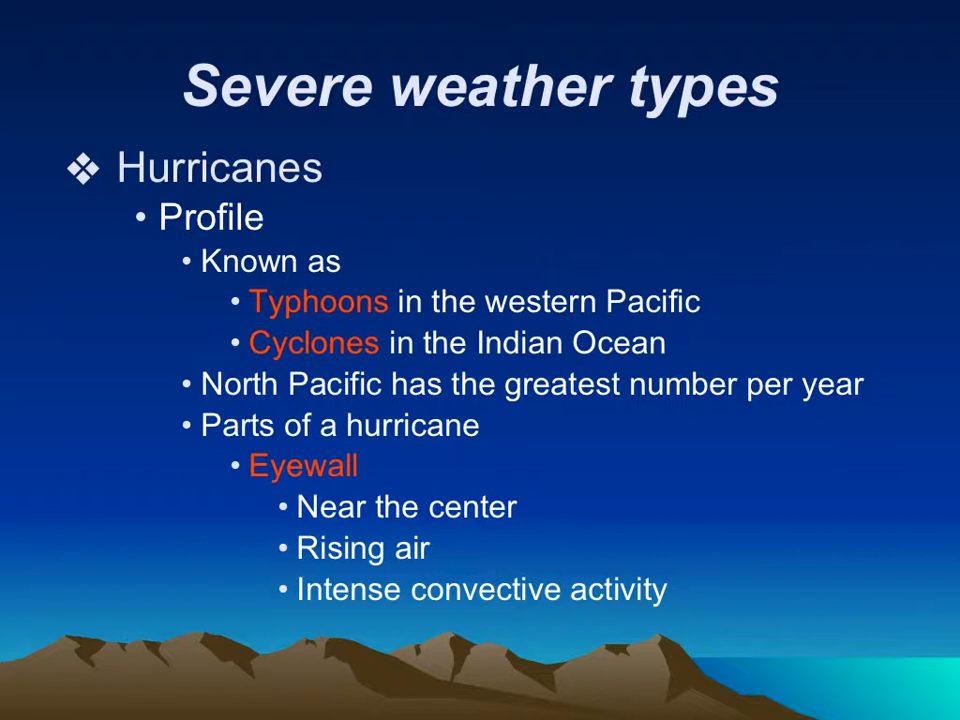 Severe weather types
❖ Hurricanes
• Profile
• Known as
• Typhoons in the western Pacific
• Cyclones in the Indian Ocean
• North Pacific has the greatest number per year
• Parts of a hurricane
• Eyewall
• Near the center
• Rising air
• Intense convective activity